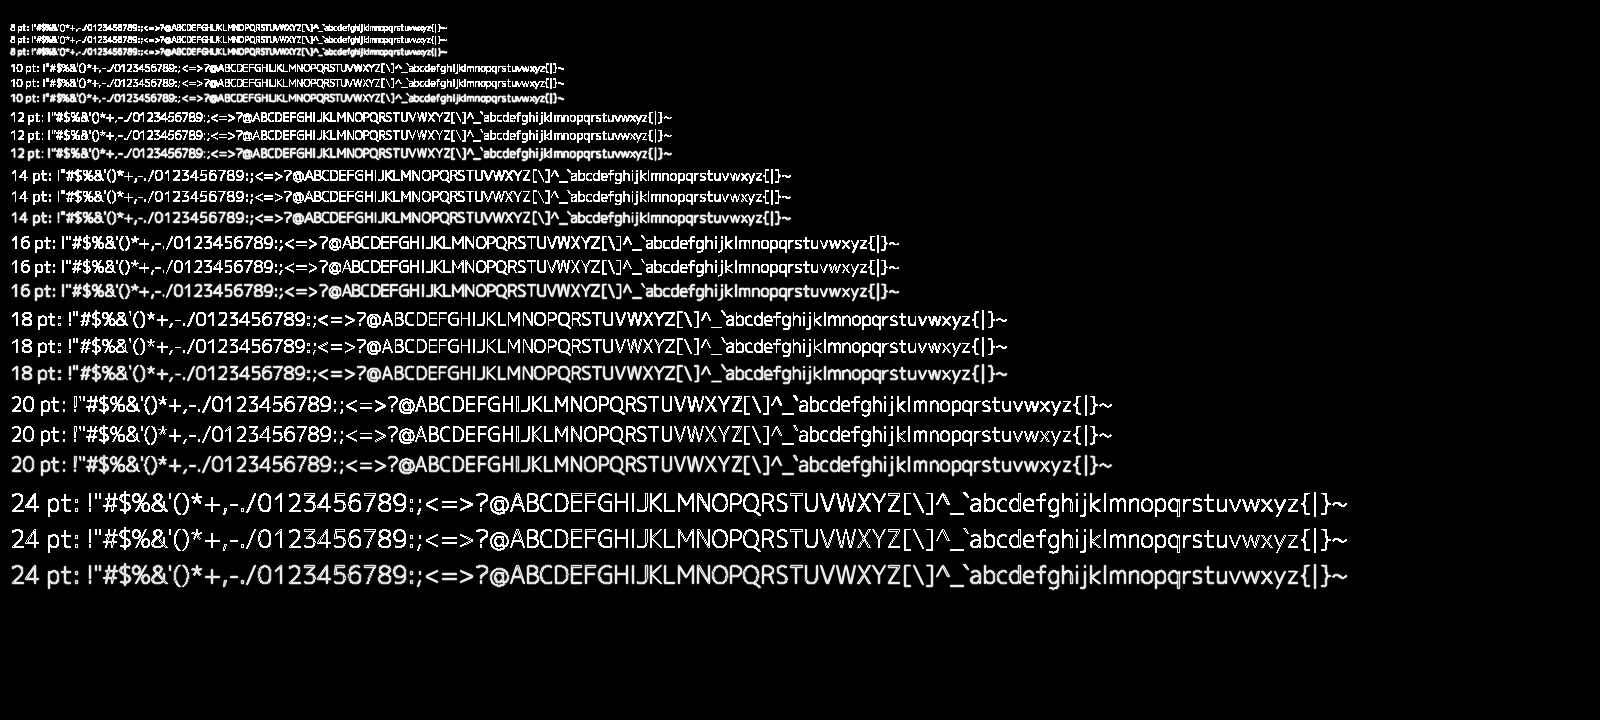 8 pt: !"#$%&'()*+,-./0123456789:;<=>?@ABCDEFGHIJKLMNOPQRSTUVWXYZ[\]^_`abcdefghijklmnopqrstuvwxyz{|}~
8 pt: !"#$%&'()*+,-./0123456789:;<=>?@ABCDEFGHIJKLMNOPQRSTUVWXYZ[\]^_`abcdefghijklmnopqrstuvwxyz{|}~
8 pt: !"#$%&'()*+,-./0123456789:;<=>?@ABCDEFGHIJKLMNOPQRSTUVWXYZ[\]^_`abcdefghijklmnopqrstuvwxyz{|}~
10 pt: !"#$%&'()*+,-./0123456789:;<=>?@ABCDEFGHIJKLMNOPQRSTUVWXYZ[\]^_`abcdefghijklmnopqrstuvwxyz{|}~
10 pt: !"#$%&'()*+,-./0123456789:;<=>?@ABCDEFGHIJKLMNOPQRSTUVWXYZ[\]^_`abcdefghijklmnopqrstuvwxyz{|}~
10 pt: !"#$%&'()*+,-./0123456789:;<=>?@ABCDEFGHIJKLMNOPQRSTUVWXYZ[\]^_`abcdefghijklmnopqrstuvwxyz{|}~
12 pt: !"#$%&'()*+,-./0123456789:;<=>?@ABCDEFGHIJKLMNOPQRSTUVWXYZ[\]^_`abcdefghijklmnopqrstuvwxyz{|}~
12 pt: !"#$%&'()*+,-./0123456789:;<=>?@ABCDEFGHIJKLMNOPQRSTUVWXYZ[\]^_`abcdefghijklmnopqrstuvwxyz{|}~
12 pt: !"#$%&'()*+,-./0123456789:;<=>?@ABCDEFGHIJKLMNOPQRSTUVWXYZ[\]^_`abcdefghijklmnopqrstuvwxyz{|}~
14 pt: !"#$%&'()*+,-./0123456789:;<=>?@ABCDEFGHIJKLMNOPQRSTUVWXYZ[\]^_`abcdefghijklmnopqrstuvwxyz{|}~
14 pt: !"#$%&'()*+,-./0123456789:;<=>?@ABCDEFGHIJKLMNOPQRSTUVWXYZ[\]^_`abcdefghijklmnopqrstuvwxyz{|}~
14 pt: !"#$%&'()*+,-./0123456789:;<=>?@ABCDEFGHIJKLMNOPQRSTUVWXYZ[\]^_`abcdefghijklmnopqrstuvwxyz{|}~
16 pt: !"#$%&'()*+,-./0123456789:;<=>?@ABCDEFGHIJKLMNOPQRSTUVWXYZ[\]^_`abcdefghijklmnopqrstuvwxyz{|}~
16 pt: !"#$%&'()*+,-./0123456789:;<=>?@ABCDEFGHIJKLMNOPQRSTUVWXYZ[\]^_`abcdefghijklmnopqrstuvwxyz{|}~
16 pt: !"#$%&'()*+,-./0123456789:;<=>?@ABCDEFGHIJKLMNOPQRSTUVWXYZ[\]^_`abcdefghijklmnopqrstuvwxyz{|}~
18 pt: !"#$%&'()*+,-./0123456789:;<=>?@ABCDEFGHIJKLMNOPQRSTUVWXYZ[\]^_`abcdefghijklmnopqrstuvwxyz{|}~
18 pt: !"#$%&'()*+,-./0123456789:;<=>?@ABCDEFGHIJKLMNOPQRSTUVWXYZ[\]^_`abcdefghijklmnopqrstuvwxyz{|}~
18 pt: !"#$%&'()*+,-./0123456789:;<=>?@ABCDEFGHIJKLMNOPQRSTUVWXYZ[\]^_`abcdefghijklmnopqrstuvwxyz{|}~
20 pt: !"#$%&'()*+,-./0123456789:;<=>?@ABCDEFGHIJKLMNOPQRSTUVWXYZ[\]^_`abcdefghijklmnopqrstuvwxyz{|}~
20 pt: !"#$%&'()*+,-./0123456789:;<=>?@ABCDEFGHIJKLMNOPQRSTUVWXYZ[\]^_`abcdefghijklmnopqrstuvwxyz{|}~
20 pt: !"#$%&'()*+,-./0123456789:;<=>?@ABCDEFGHIJKLMNOPQRSTUVWXYZ[\]^_`abcdefghijklmnopqrstuvwxyz{|}~
24 pt: !"#$%&'()*+,-./0123456789:;<=>?@ABCDEFGHIJKLMNOPQRSTUVWXYZ[\]^_`abcdefghijklmnopqrstuvwxyz{|}~
24 pt: !"#$%&'()*+,-./0123456789:;<=>?@ABCDEFGHIJKLMNOPQRSTUVWXYZ[\]^_`abcdefghijklmnopqrstuvwxyz{|}~
24 pt: !"#$%&'()*+,-./0123456789:;<=>?@ABCDEFGHIJKLMNOPQRSTUVWXYZ[\]^_`abcdefghijklmnopqrstuvwxyz{|}~